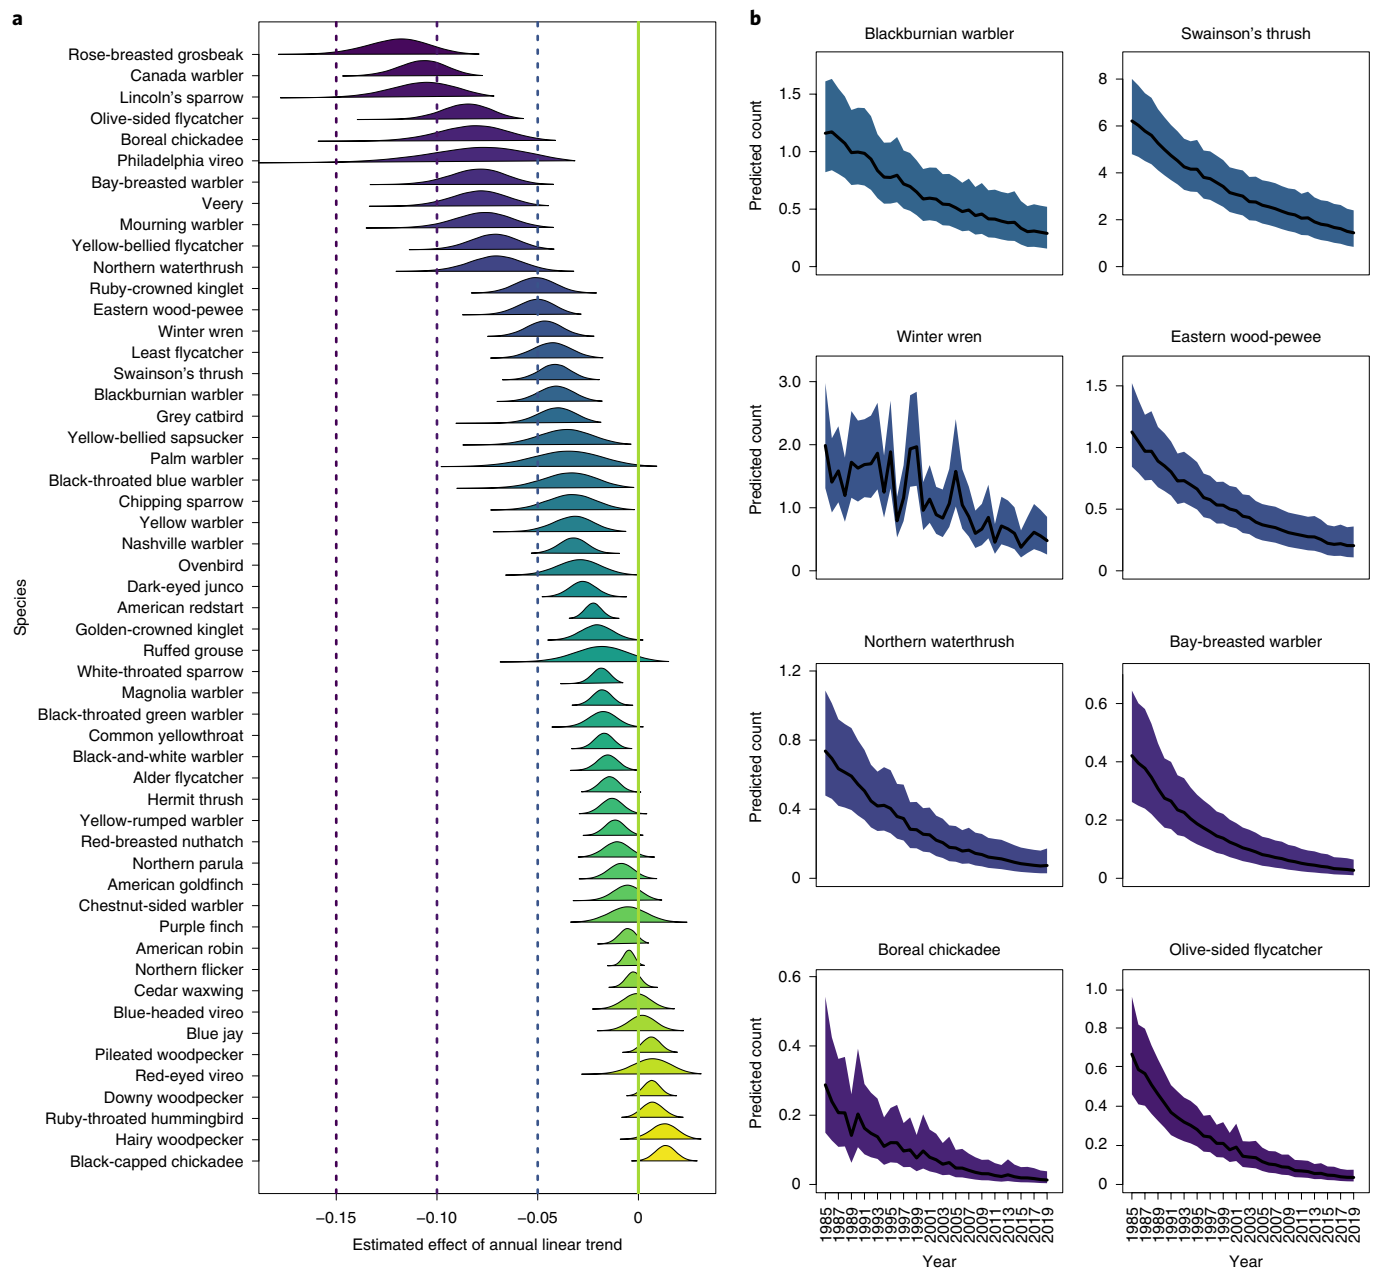 a
Rose-breasted grosbeak
Canada warbler
Lincoln’s sparrow
Olive-sided flycatcher
Boreal chickadee
Philadelphia vireo
Bay-breasted warbler
Veery
Mourning warbler
Yellow-bellied flycatcher
Northern waterthrush
Ruby-crowned kinglet
Eastern wood-pewee
Winter wren
Least flycatcher
Swainson’s thrush
Blackburnian warbler
Grey catbird
Yellow-bellied sapsucker
Palm warbler
Black-throated blue warbler
Chipping sparrow
Yellow warbler
Nashville warbler
Ovenbird
Dark-eyed junco
American redstart
Golden-crowned kinglet
Ruffed grouse
White-throated sparrow
Magnolia warbler
Black-throated green warbler
Common yellowthroat
Black-and-white warbler
Alder flycatcher
Hermit thrush
Yellow-rumped warbler
Red-breasted nuthatch
Northern parula
American goldfinch
Chestnut-sided warbler
Purple finch
American robin
Northern flicker
Cedar waxwing
Blue-headed vireo
Blue jay
Pileated woodpecker
Red-eyed vireo
Downy woodpecker
Ruby-throated hummingbird
Hairy woodpecker
Black-capped chickadee
Species
−0.15 −0.10 −0.05 0
Estimated effect of annual linear trend
b
Blackburnian warbler
Predicted count
1.5
1.0
0.5
0
Swainson’s thrush
8
6
4
2
0
Winter wren
Predicted count
3.0
2.0
1.0
0
Eastern wood-pewee
1.5
1.0
0.5
0
Northern waterthrush
Predicted count
1.2
0.8
0.4
0
Bay-breasted warbler
0.6
0.4
0.2
0
Boreal chickadee
Predicted count
0.6
0.4
0.2
0
1985 1987 1989 1991 1993 1995 1997 1999 2001 2003 2005 2007 2009 2011 2013 2015 2017 2019
Year
Olive-sided flycatcher
1.0
0.8
0.6
0.4
0.2
0
1985 1987 1989 1991 1993 1995 1997 1999 2001 2003 2005 2007 2009 2011 2013 2015 2017 2019
Year